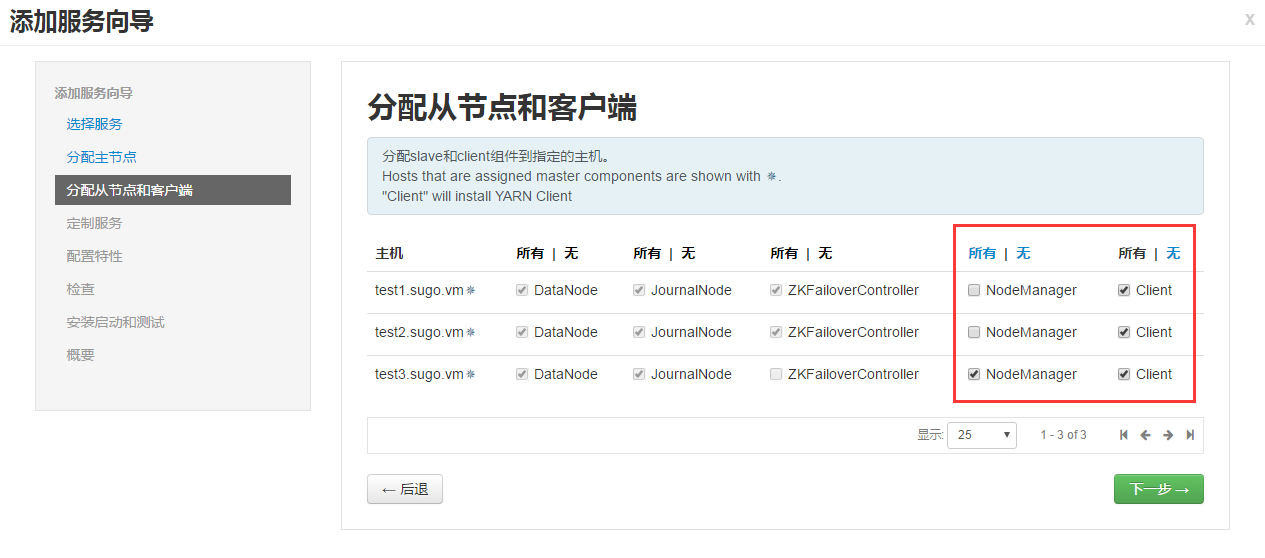 添加服务向导
x
添加服务向导
选择服务
分配主节点
分配从节点和客户端
定制服务
配置特性
检查
安装启动和测试
概要
分配从节点和客户端
分配slave和client组件到指定的主机。
Hosts that are assigned master components are shown with ✵.
"Client" will install YARN Client
主机 所有 | 无 所有 | 无 所有 | 无 所有 | 无 所有 | 无
test1.sugo.vm✵ DataNode JournalNode ZKFailoverController NodeManager Client
test2.sugo.vm✵ DataNode JournalNode ZKFailoverController NodeManager Client
test3.sugo.vm✵ DataNode JournalNode ZKFailoverController NodeManager Client
显示: 25 1 - 3 of 3
← 后退
下一步 →